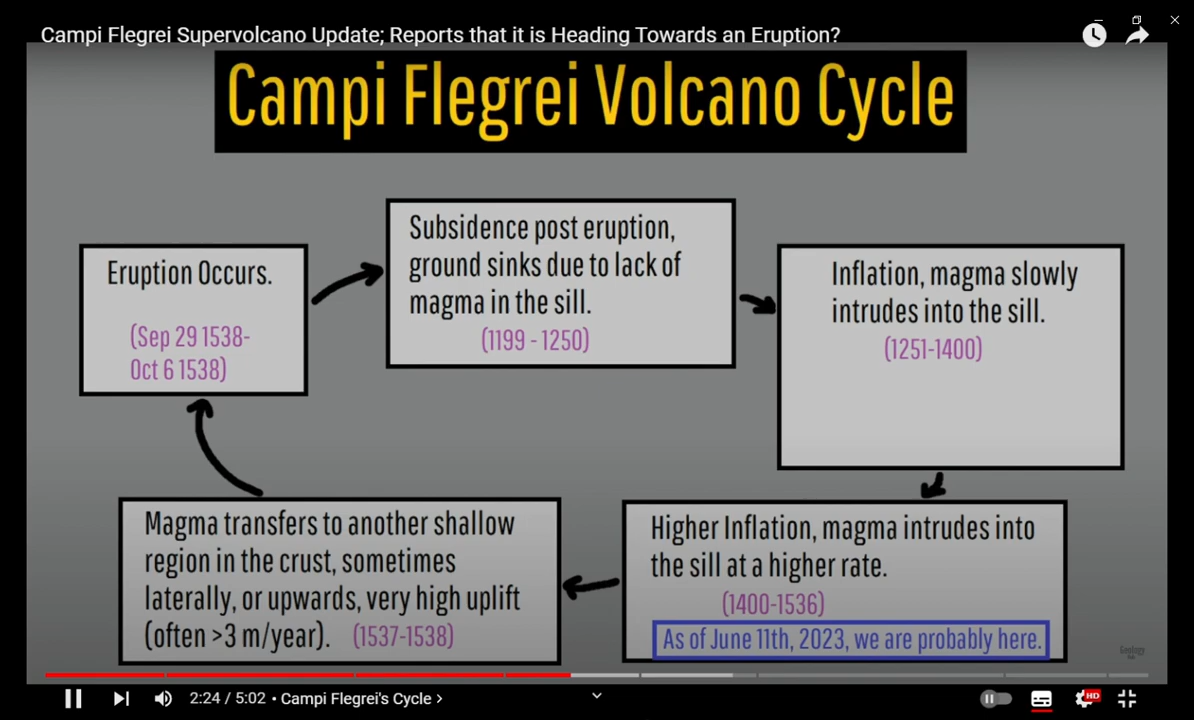 Campi Flegrei Supervolcano Update; Reports that it is Heading Towards an Eruption?
Campi Flegrei Volcano Cycle
Eruption Occurs.
(Sep 29 1538-
Oct 6 1538)
Subsidence post eruption,
ground sinks due to lack of
magma in the sill.
(1199 - 1250)
Inflation, magma slowly
intrudes into the sill.
(1251-1400)
Higher Inflation, magma intrudes into
the sill at a higher rate.
(1400-1536)
As of June 11th, 2023, we are probably here.
Magma transfers to another shallow
region in the crust, sometimes
laterally, or upwards, very high uplift
(often >3 m/year). (1537-1538)
Geology
Hub
2:24 / 5:02 • Campi Flegrei's Cycle >
HD